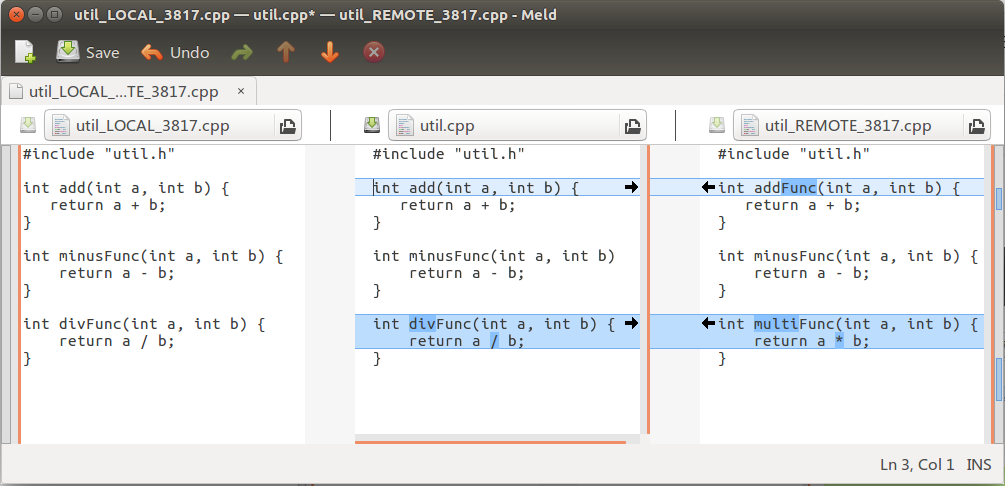 util_LOCAL_3817.cpp — util.cpp* — util_REMOTE_3817.cpp - Meld
Save Undo
util_LOCAL_...TE_3817.cpp ×
util_LOCAL_3817.cpp
util.cpp
util_REMOTE_3817.cpp
#include "util.h"
int add(int a, int b) {
return a + b;
}
int minusFunc(int a, int b) {
return a - b;
}
int divFunc(int a, int b) {
return a / b;
}
#include "util.h"
int add(int a, int b) {
return a + b;
}
int minusFunc(int a, int b)
return a - b;
}
int divFunc(int a, int b) {
return a / b;
}
#include "util.h"
int addFunc(int a, int b) {
return a + b;
}
int minusFunc(int a, int b) {
return a - b;
}
int multiFunc(int a, int b) {
return a * b;
}
Ln 3, Col 1 INS